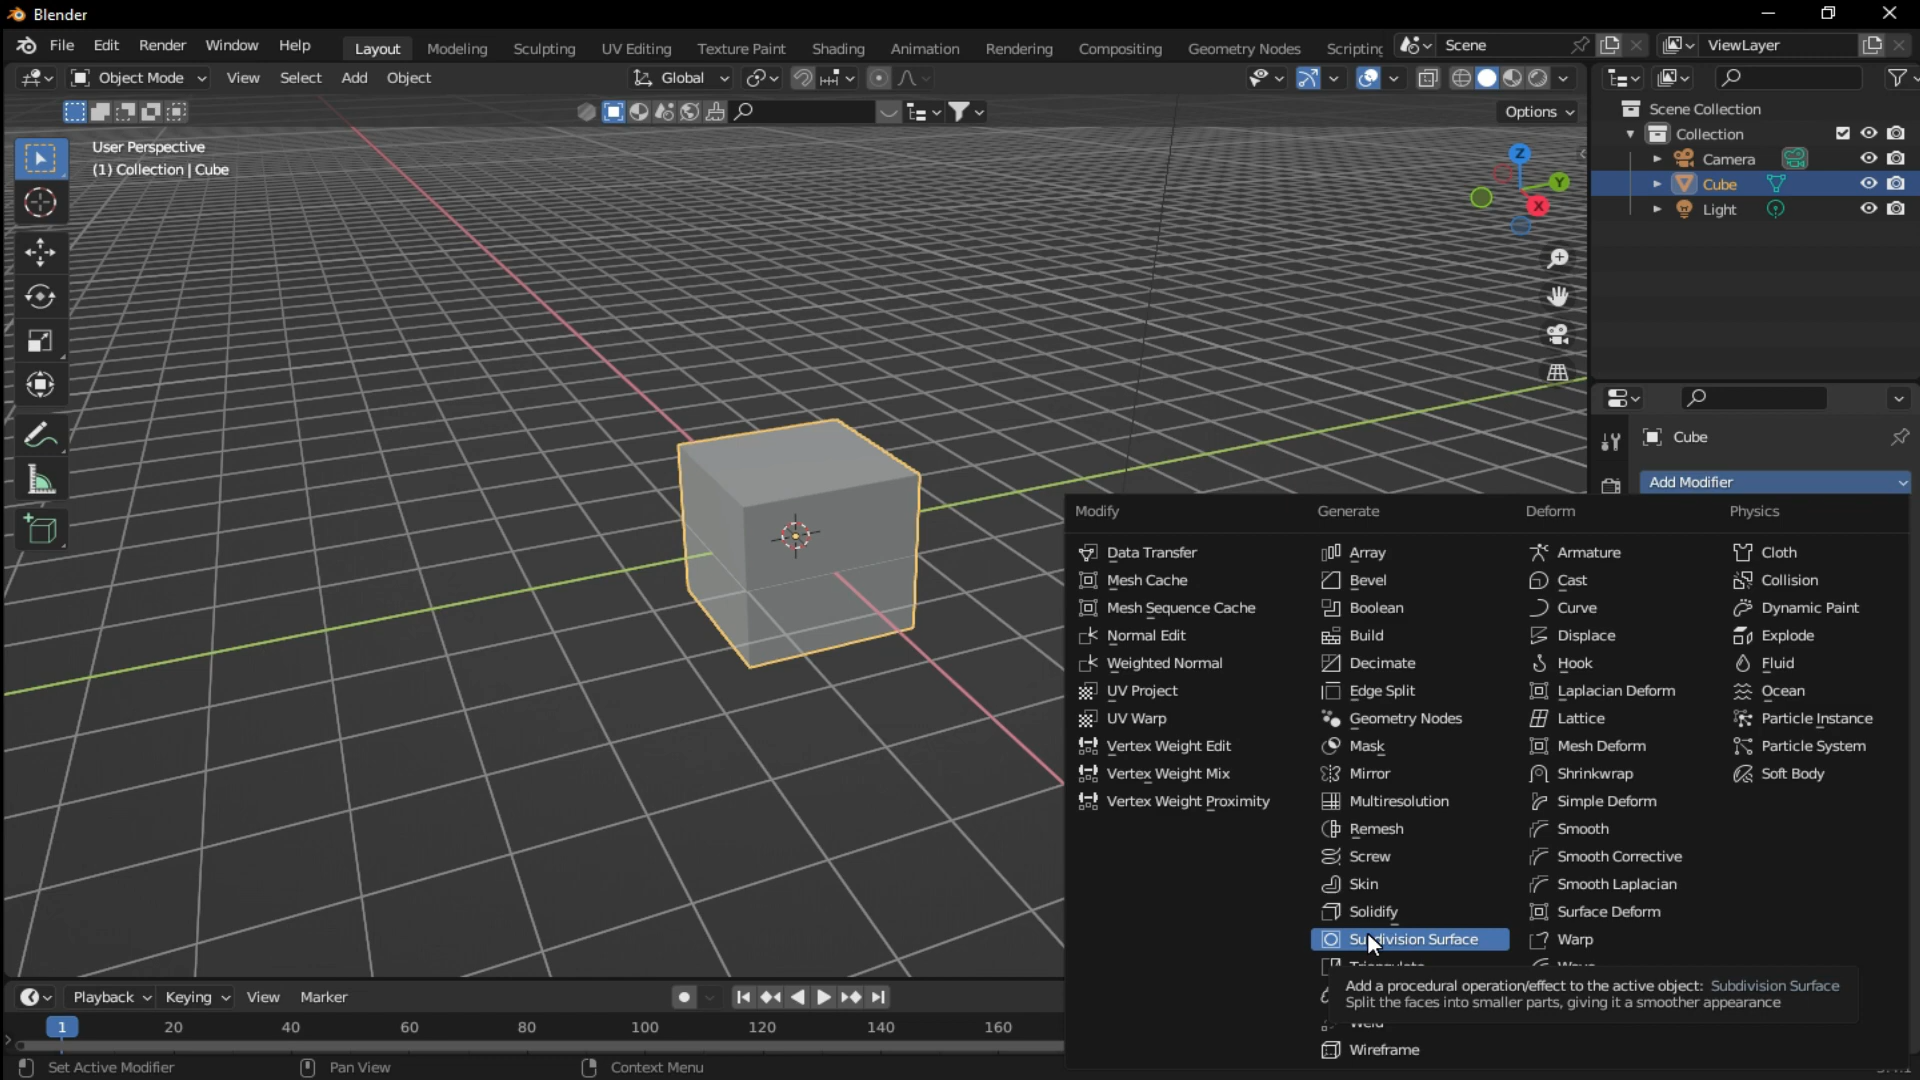 Blender
File Edit Render Window Help Layout Modeling Sculpting UV Editing Texture Paint Shading Animation Rendering Compositing Geometry Nodes Scripting Scene ViewLayer
Object Mode View Select Add Object Global
Options
User Perspective
(1) Collection | Cube
Z
Y
X
Scene Collection
Collection
Camera
Cube
Light
Cube
Add Modifier
Modify Generate Deform Physics
Data Transfer Array Armature Cloth
Mesh Cache Bevel Cast Collision
Mesh Sequence Cache Boolean Curve Dynamic Paint
Normal Edit Build Displace Explode
Weighted Normal Decimate Hook Fluid
UV Project Edge Split Laplacian Deform Ocean
UV Warp Geometry Nodes Lattice Particle Instance
Vertex Weight Edit Mask Mesh Deform Particle System
Vertex Weight Mix Mirror Shrinkwrap Soft Body
Vertex Weight Proximity Multiresolution Simple Deform
Remesh Smooth
Screw Smooth Corrective
Skin Smooth Laplacian
Solidify Surface Deform
Subdivision Surface Warp
Add a procedural operation/effect to the active object: Subdivision Surface
Split the faces into smaller parts, giving it a smoother appearance
Wireframe
Playback Keying View Marker
1 20 40 60 80 100 120 140 160
Set Active Modifier Pan View Context Menu